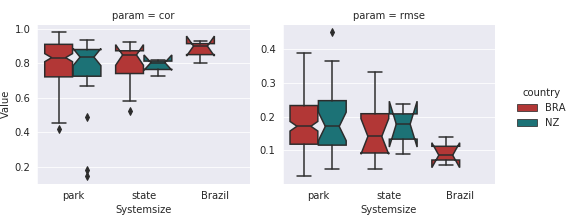 param = cor
param = rmse
1.0
0.8
0.6
0.4
0.2
Value
park
state
Brazil
Systemsize
0.4
0.3
0.2
0.1
park
state
Brazil
Systemsize
country
BRA
NZ